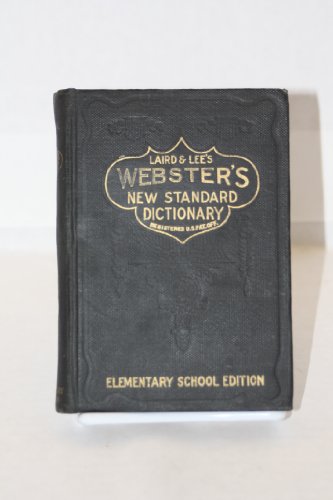 LAIRD & LEE'S
WEBSTER'S
NEW STANDARD
DICTIONARY
REGISTERED U.S. PAT. OFF.
ELEMENTARY SCHOOL EDITION